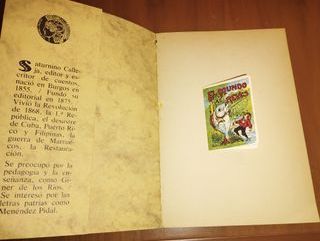 Saturnino Calle-
ja, editor y es-
critor de cuentos,
nació en Burgos en
1855. Fundó su
editorial en 1875.
Vivió la Revolución
de 1868, la 1.ª Re-
pública, el desastre
de Cuba, Puerto Ri-
co y Filipinas, la
guerra de Marrue-
cos, la Restaura-
ción.
Se preocupó por la
pedagogía y la en-
señanza, como Gi-
ner de los Ríos.
Se interesó por las
letras patrias como
Menéndez Pidal.
EL MUNDO